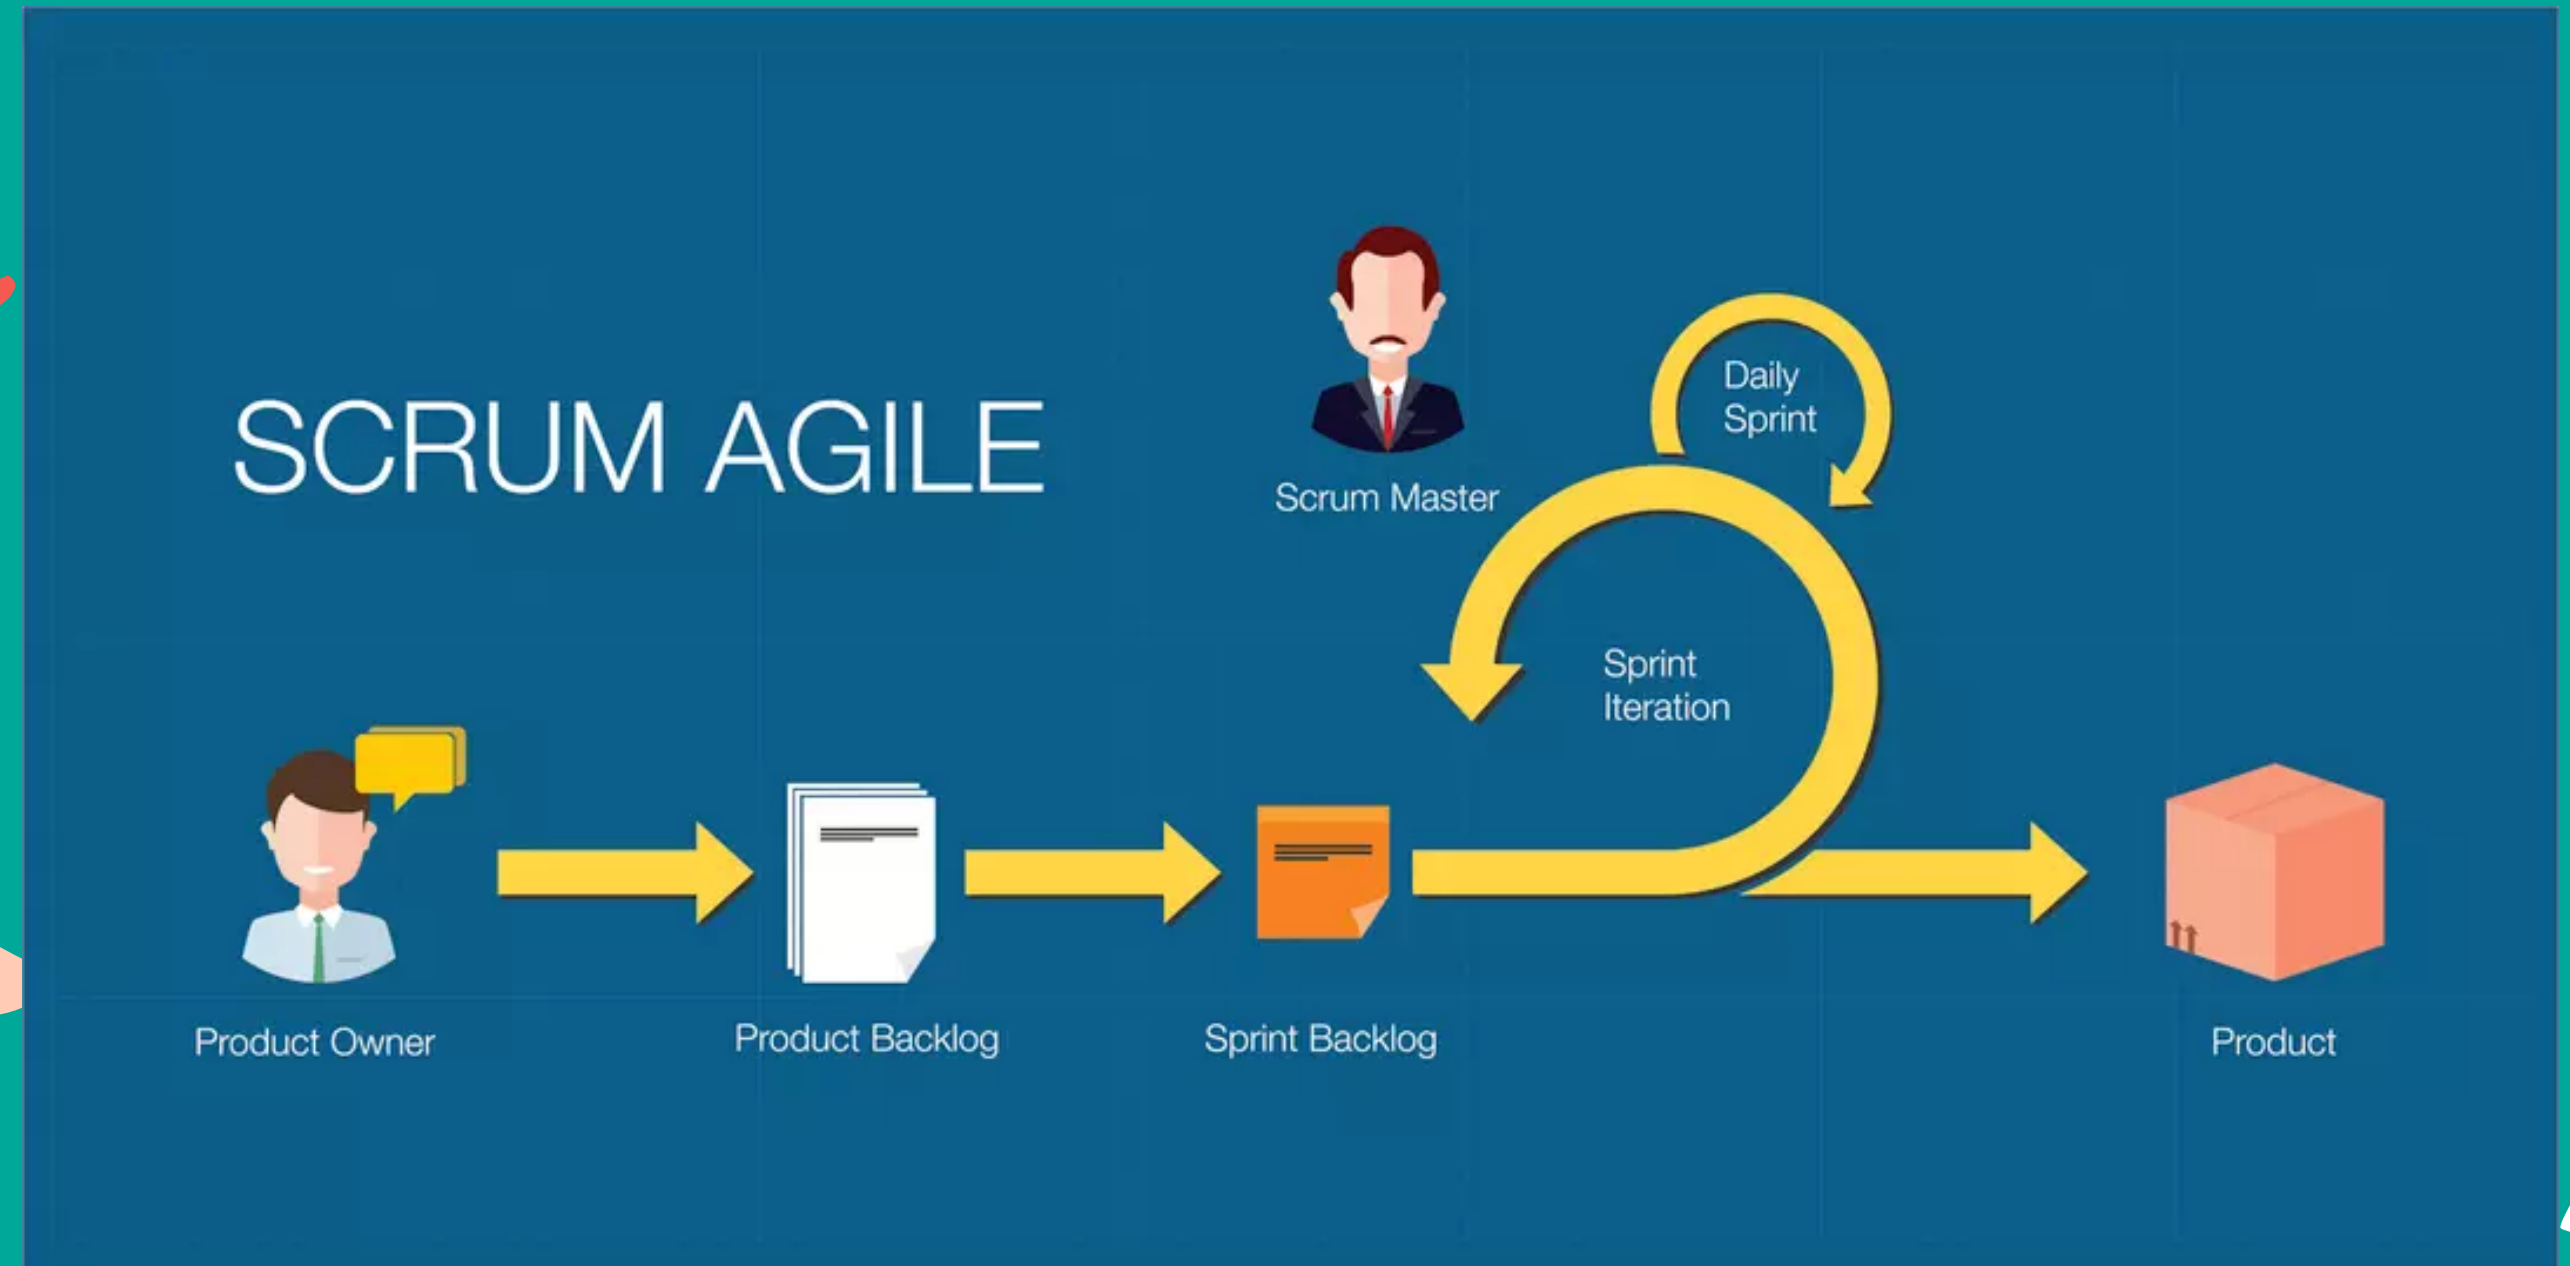 SCRUM AGILE
Scrum Master
Daily
Sprint
Sprint
Iteration
Product Owner
Product Backlog
Sprint Backlog
Product